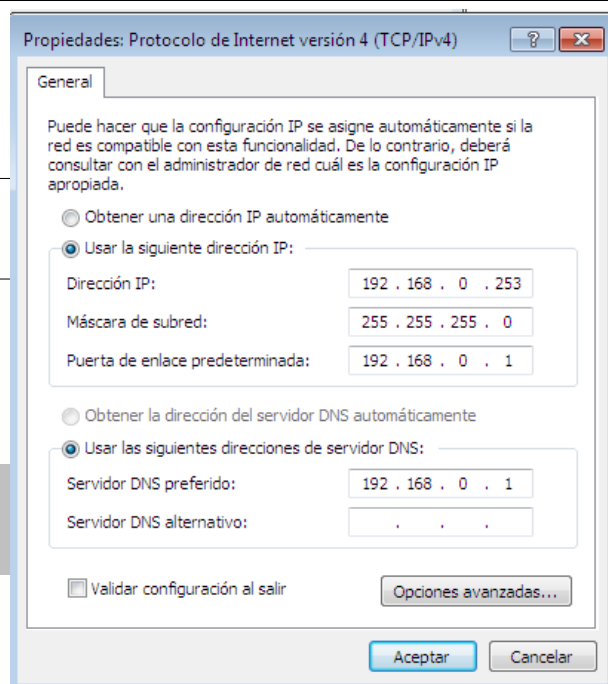 Propiedades: Protocolo de Internet versión 4 (TCP/IPv4)
General
Puede hacer que la configuración IP se asigne automáticamente si la
red es compatible con esta funcionalidad. De lo contrario, deberá
consultar con el administrador de red cuál es la configuración IP
apropiada.
Obtener una dirección IP automáticamente
Usar la siguiente dirección IP:
Dirección IP: 192 . 168 . 0 . 253
Máscara de subred: 255 . 255 . 255 . 0
Puerta de enlace predeterminada: 192 . 168 . 0 . 1
Obtener la dirección del servidor DNS automáticamente
Usar las siguientes direcciones de servidor DNS:
Servidor DNS preferido: 192 . 168 . 0 . 1
Servidor DNS alternativo: . . .
Validar configuración al salir Opciones avanzadas...
Aceptar Cancelar